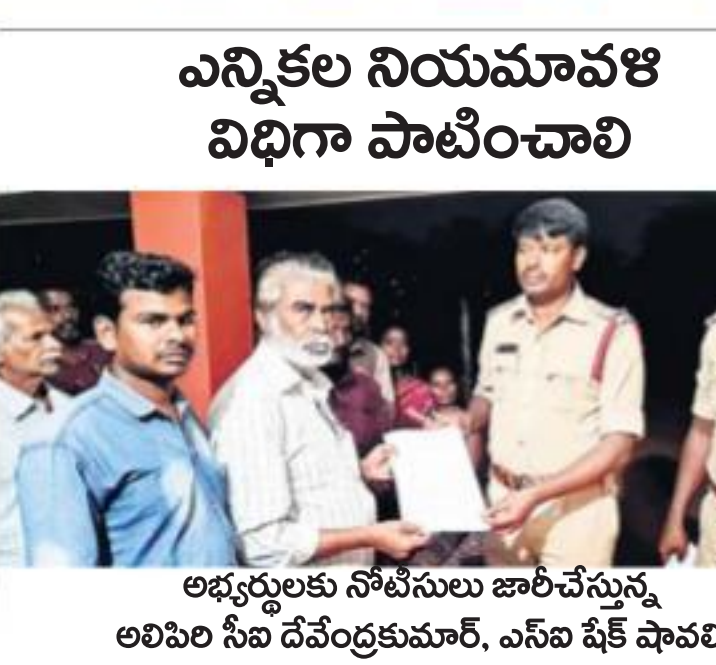 ఎన్నికల నియమావళి
విధిగా పాటించాలి
అభ్యర్థులకు నోటీసులు జారీచేస్తున్న
అలిపిరి సీఐ దేవేంద్రకుమార్, ఎస్ఐ షేక్ షావలి